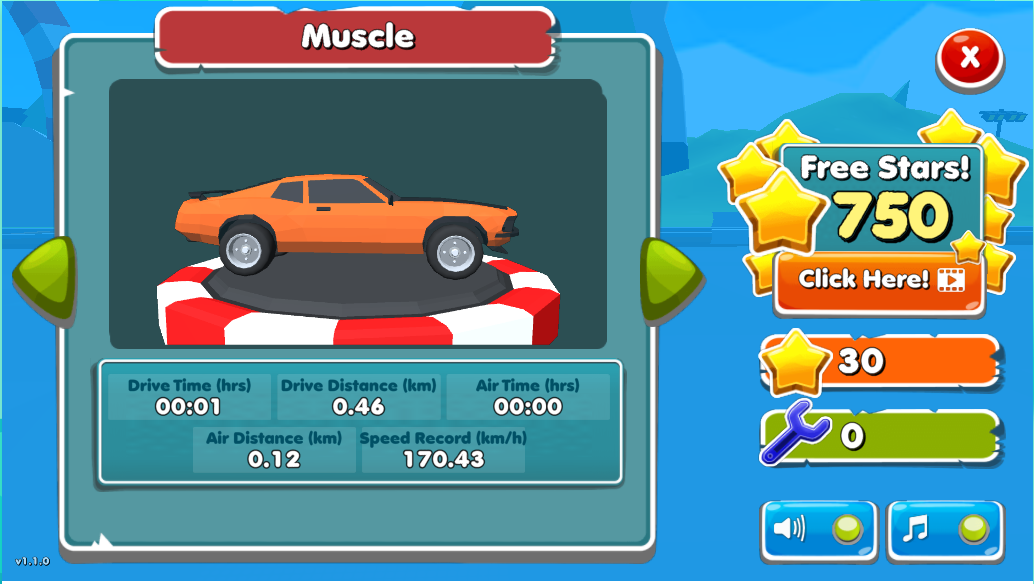 Muscle
X
Free Stars!
750
Click Here!
30
0
Drive Time (hrs)
00:01
Drive Distance (km)
0.46
Air Time (hrs)
00:00
Air Distance (km)
0.12
Speed Record (km/h)
170.43
v1.1.0